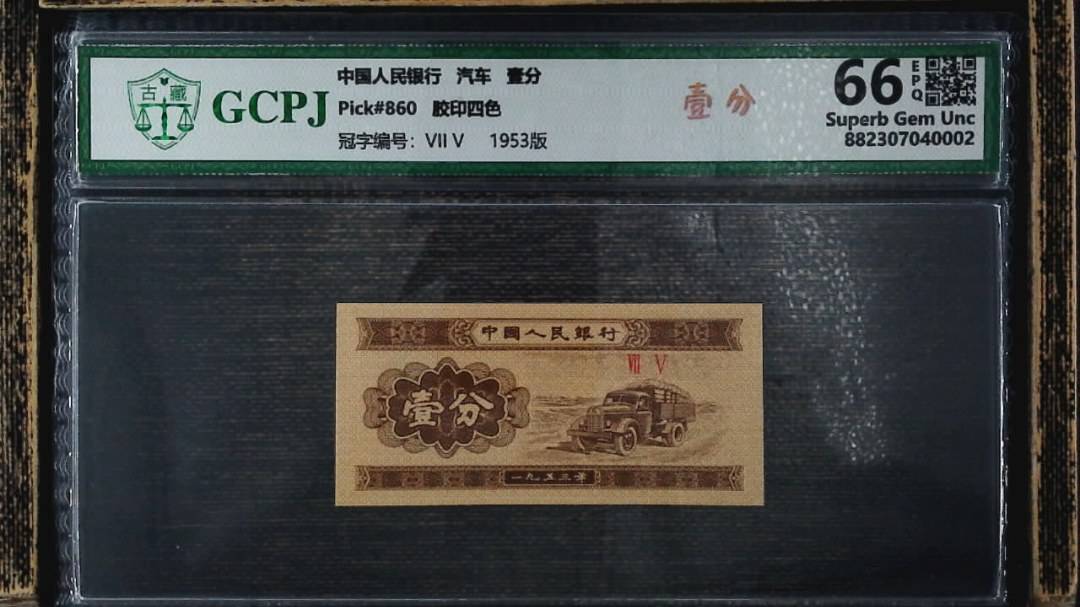 古藏
GCPJ
中国人民银行 汽车 壹分
Pick#860 胶印四色
冠字编号：VII V 1953版
壹分
66 EPQ
Superb Gem Unc
882307040002
中國人民銀行
VII V
壹分
一九五三年